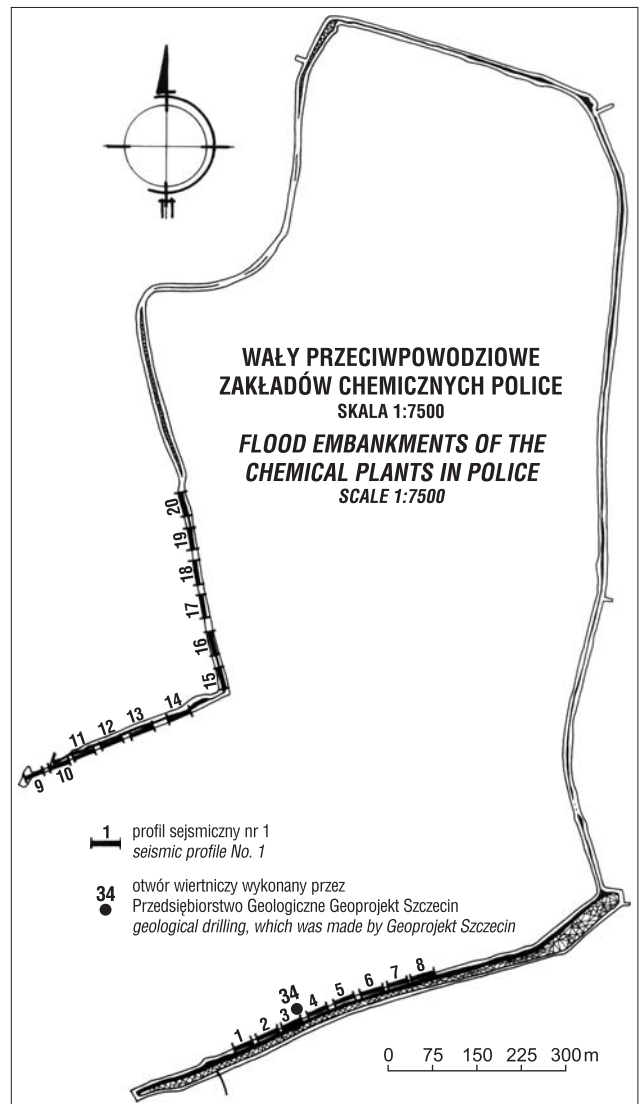 WAŁY PRZECIWPOWODZIOWE
ZAKŁADÓW CHEMICZNYCH POLICE
SKALA 1:7500
FLOOD EMBANKMENTS OF THE
CHEMICAL PLANTS IN POLICE
SCALE 1:7500
20
19
18
17
16
15
14
13
12
11
10
9
1 profil sejsmiczny nr 1
seismic profile No. 1
34 otwór wiertniczy wykonany przez
Przedsiębiorstwo Geologiczne Geoprojekt Szczecin
geological drilling, which was made by Geoprojekt Szczecin
34
1 2 3 4 5 6 7 8
0 75 150 225 300 m